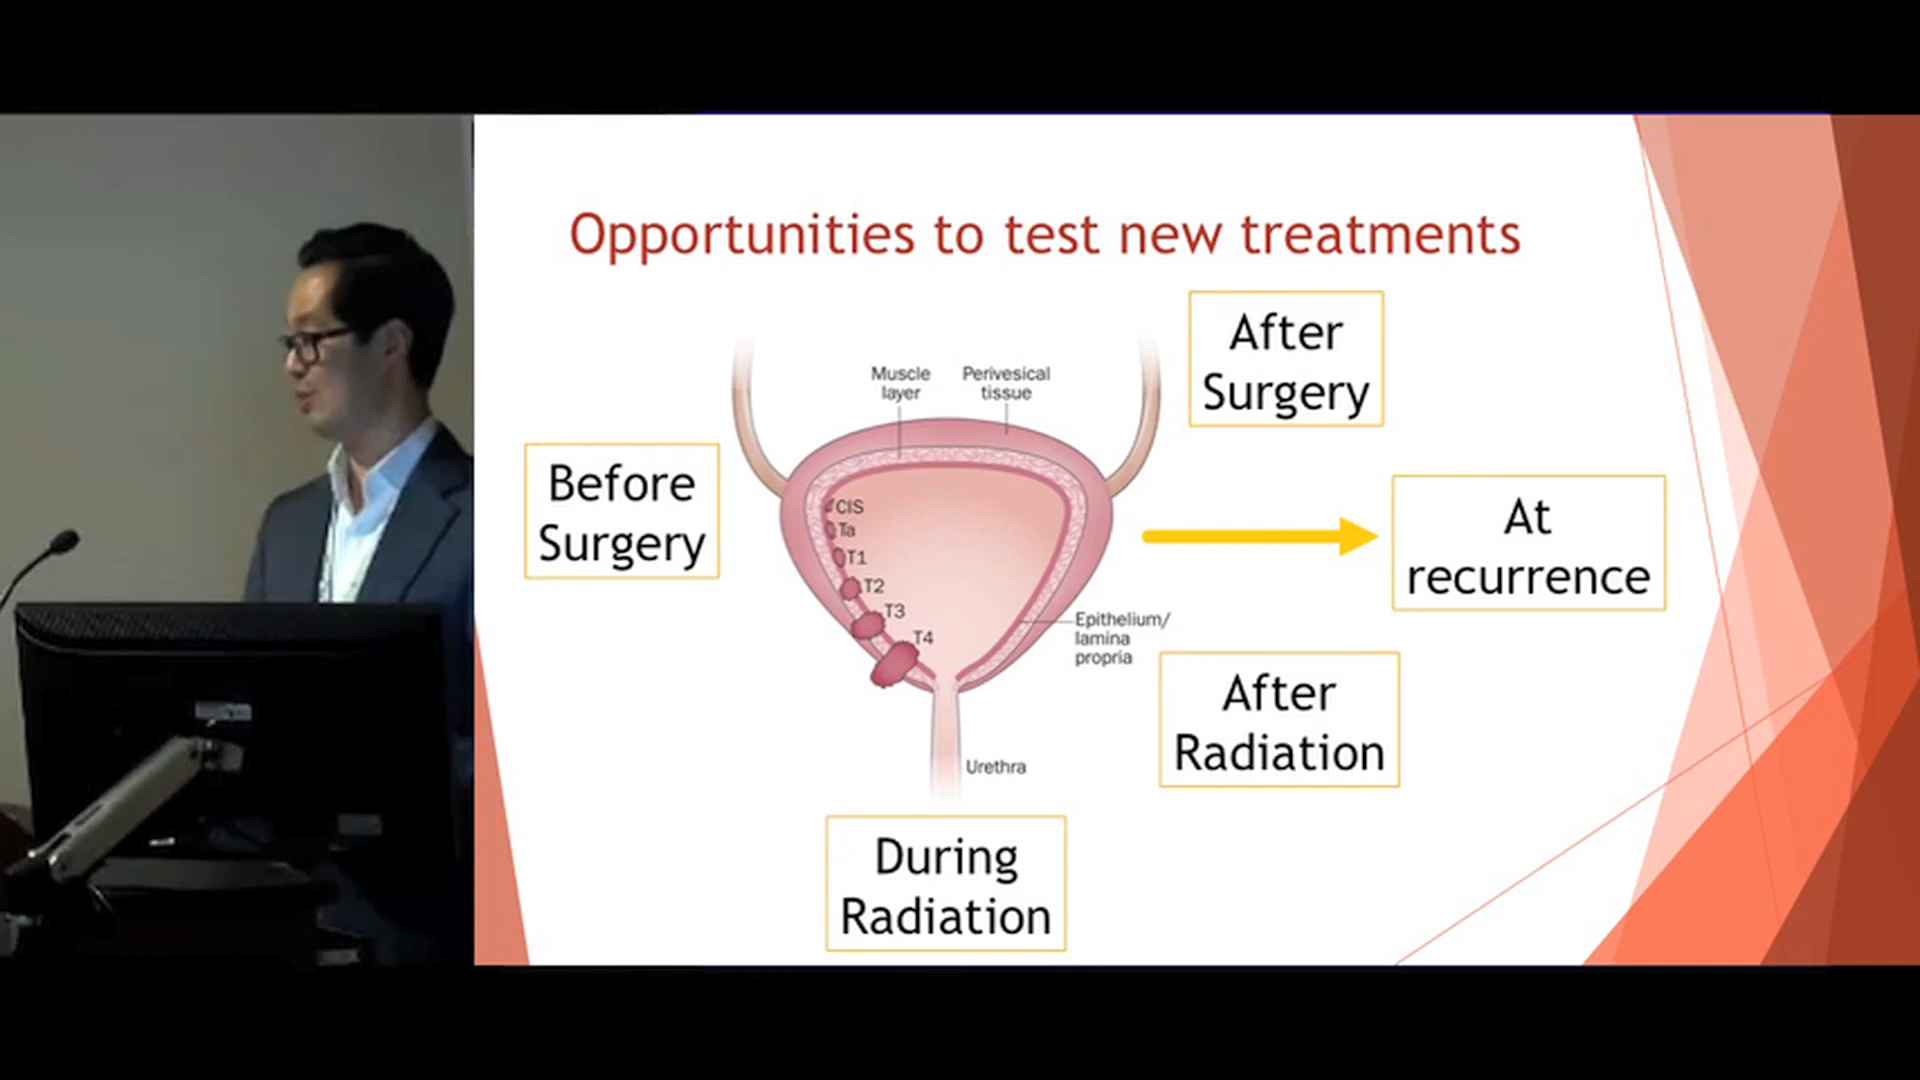 Opportunities to test new treatments
After
Surgery
Muscle
layer
Perivesical
tissue
Before
Surgery
CIS
Ta
T1
T2
T3
T4
At
recurrence
Epithelium/
lamina
propria
After
Radiation
Urethra
During
Radiation